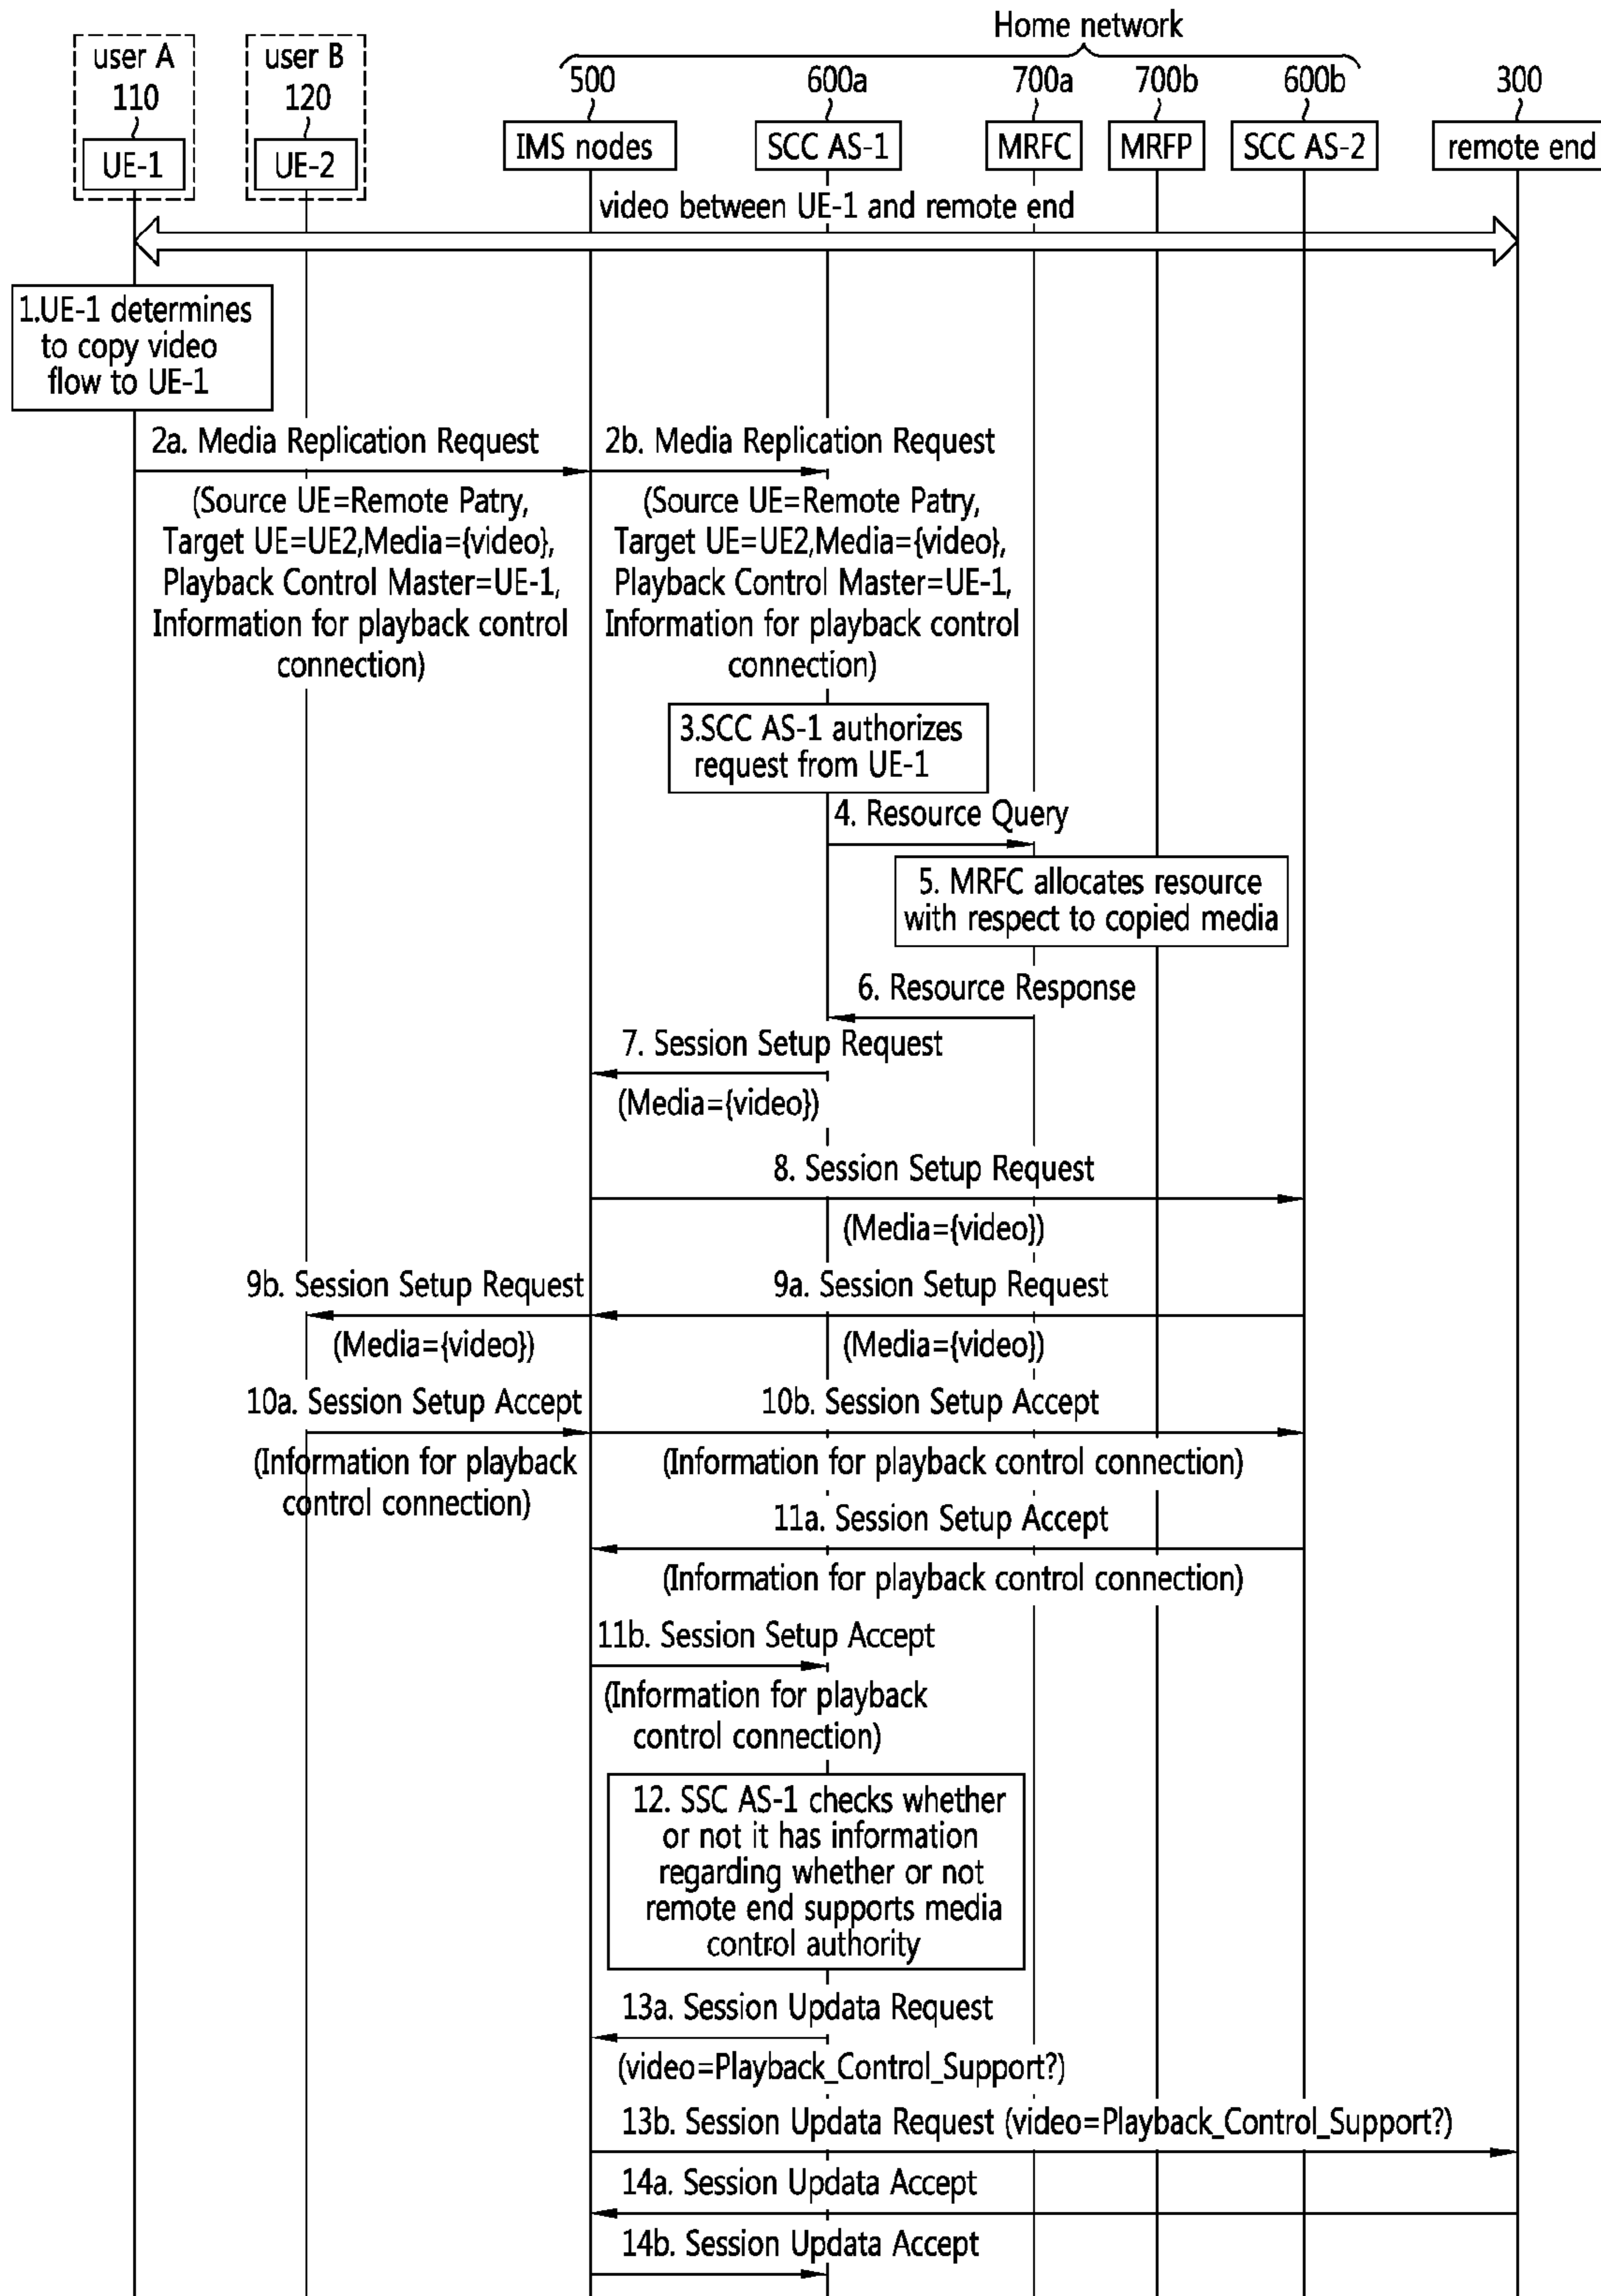 Home network
user A
110
UE-1
user B
120
UE-2
500
IMS nodes
600a
SCC AS-1
700a
MRFC
700b
MRFP
600b
SCC AS-2
300
remote end
video between UE-1 and remote end
1.UE-1 determines
to copy video
flow to UE-1
2a. Media Replication Request
(Source UE=Remote Patry,
Target UE=UE2,Media={video},
Playback Control Master=UE-1,
Information for playback control
connection)
2b. Media Replication Request
(Source UE=Remote Patry,
Target UE=UE2,Media={video},
Playback Control Master=UE-1,
Information for playback control
connection)
3.SCC AS-1 authorizes
request from UE-1
4. Resource Query
5. MRFC allocates resource
with respect to copied media
6. Resource Response
7. Session Setup Request
(Media={video})
8. Session Setup Request
(Media={video})
9b. Session Setup Request
(Media={video})
9a. Session Setup Request
(Media={video})
10a. Session Setup Accept
(Information for playback
control connection)
10b. Session Setup Accept
(Information for playback control connection)
11a. Session Setup Accept
(Information for playback control connection)
11b. Session Setup Accept
(Information for playback
control connection)
12. SSC AS-1 checks whether
or not it has information
regarding whether or not
remote end supports media
control authority
13a. Session Updata Request
(video=Playback_Control_Support?)
13b. Session Updata Request (video=Playback_Control_Support?)
14a. Session Updata Accept
14b. Session Updata Accept